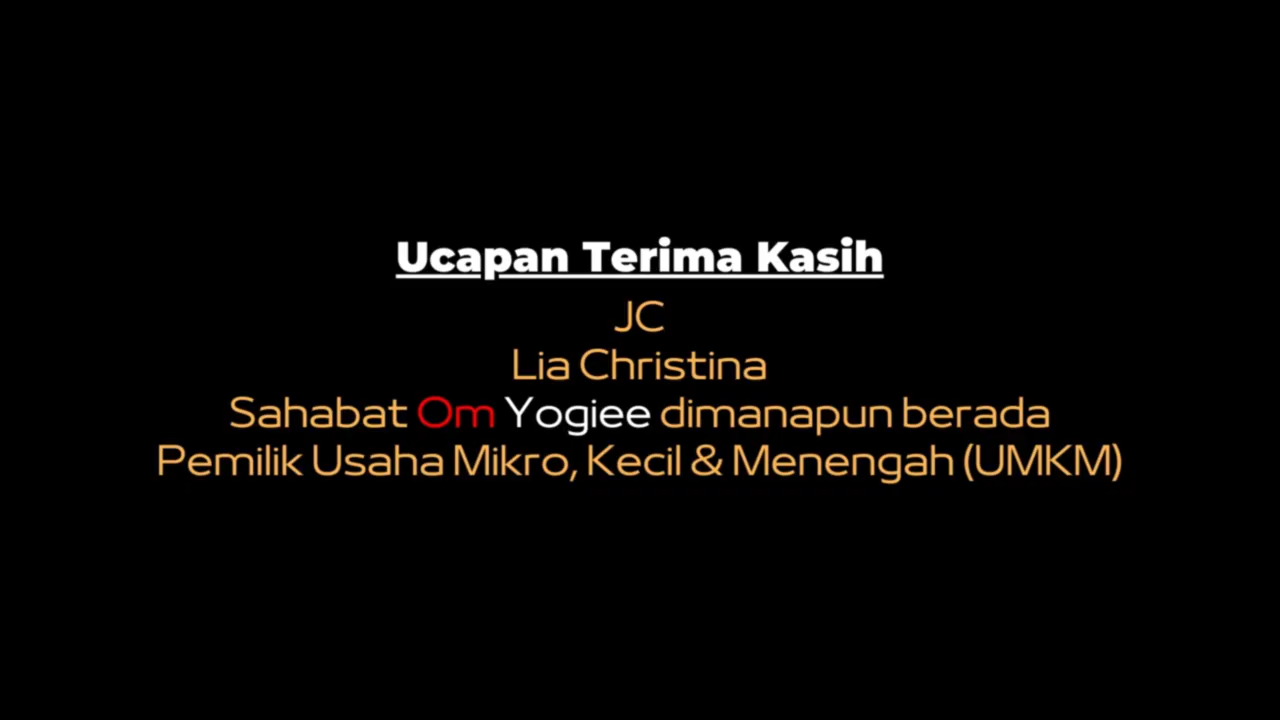 Ucapan Terima Kasih
JC
Lia Christina
Sahabat Om Yogiee dimanapun berada
Pemilik Usaha Mikro, Kecil & Menengah (UMKM)